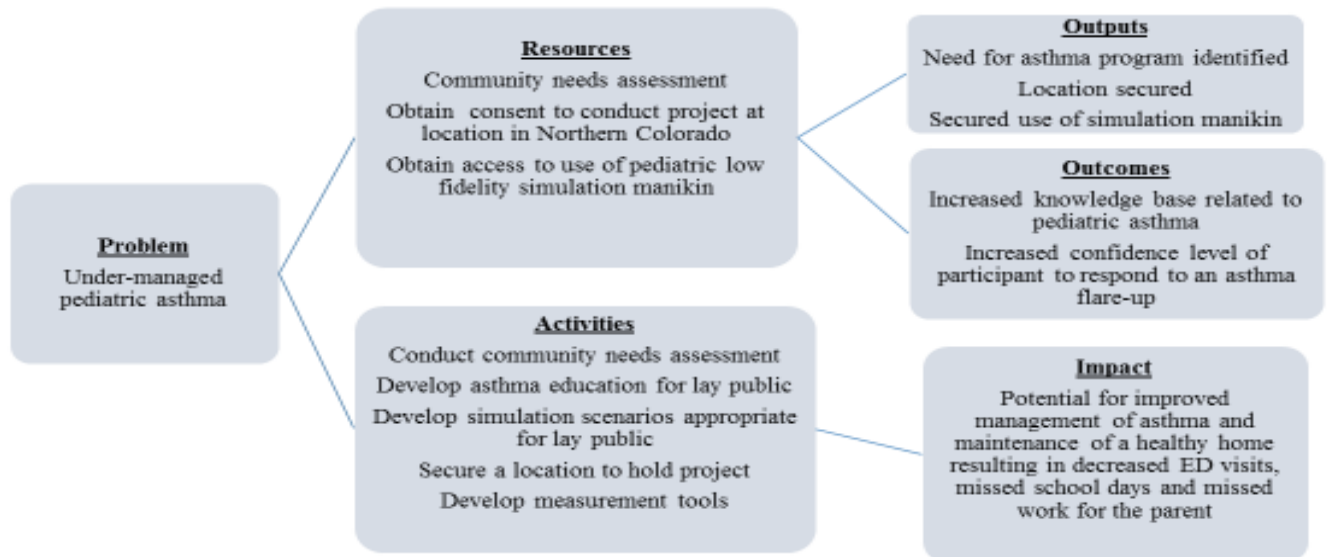 Problem
Under-managed
pediatric asthma
Resources
Community needs assessment
Obtain consent to conduct project at
location in Northern Colorado
Obtain access to use of pediatric low
fidelity simulation manikin
Activities
Conduct community needs assessment
Develop asthma education for lay public
Develop simulation scenarios appropriate
for lay public
Secure a location to hold project
Develop measurement tools
Outputs
Need for asthma program identified
Location secured
Secured use of simulation manikin
Outcomes
Increased knowledge base related to
pediatric asthma
Increased confidence level of
participant to respond to an asthma
flare-up
Impact
Potential for improved
management of asthma and
maintenance of a healthy home
resulting in decreased ED visits,
missed school days and missed
work for the parent